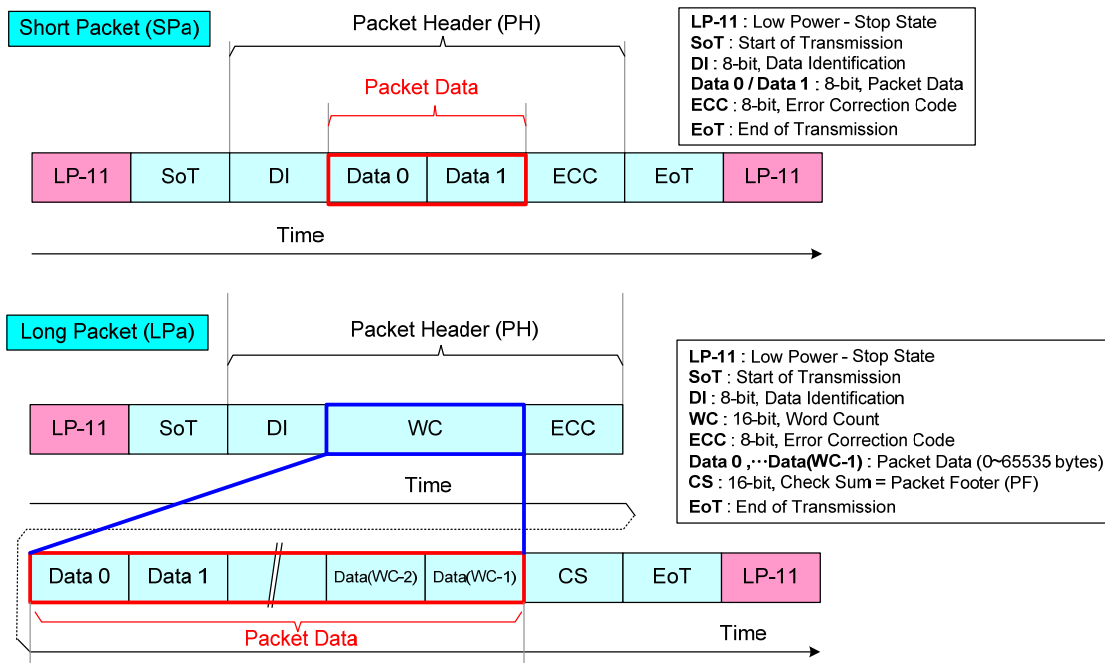 Short Packet (SPa)
Packet Header (PH)
Packet Data
LP-11 : Low Power - Stop State
SoT : Start of Transmission
DI : 8-bit, Data Identification
Data 0 / Data 1 : 8-bit, Packet Data
ECC : 8-bit, Error Correction Code
EoT : End of Transmission
LP-11 SoT DI Data 0 Data 1 ECC EoT LP-11
Time
Long Packet (LPa)
Packet Header (PH)
LP-11 : Low Power - Stop State
SoT : Start of Transmission
DI : 8-bit, Data Identification
WC : 16-bit, Word Count
ECC : 8-bit, Error Correction Code
Data 0 ,⋯Data(WC-1) : Packet Data (0~65535 bytes)
CS : 16-bit, Check Sum = Packet Footer (PF)
EoT : End of Transmission
LP-11 SoT DI WC ECC
Time
Data 0 Data 1 Data(WC-2) Data(WC-1) CS EoT LP-11
Packet Data
Time